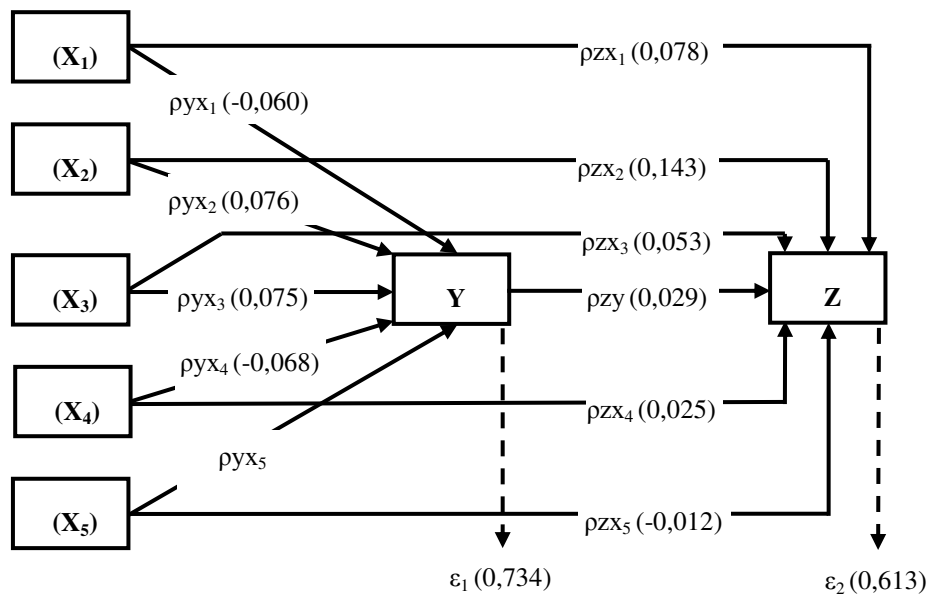 (X₁)
ρzx₁ (0,078)
ρyx₁ (-0,060)
(X₂)
ρzx₂ (0,143)
ρyx₂ (0,076)
ρzx₃ (0,053)
(X₃)
ρyx₃ (0,075)
Y
ρzy (0,029)
Z
ρyx₄ (-0,068)
(X₄)
ρzx₄ (0,025)
ρyx₅
(X₅)
ρzx₅ (-0,012)
ε₁ (0,734)
ε₂ (0,613)